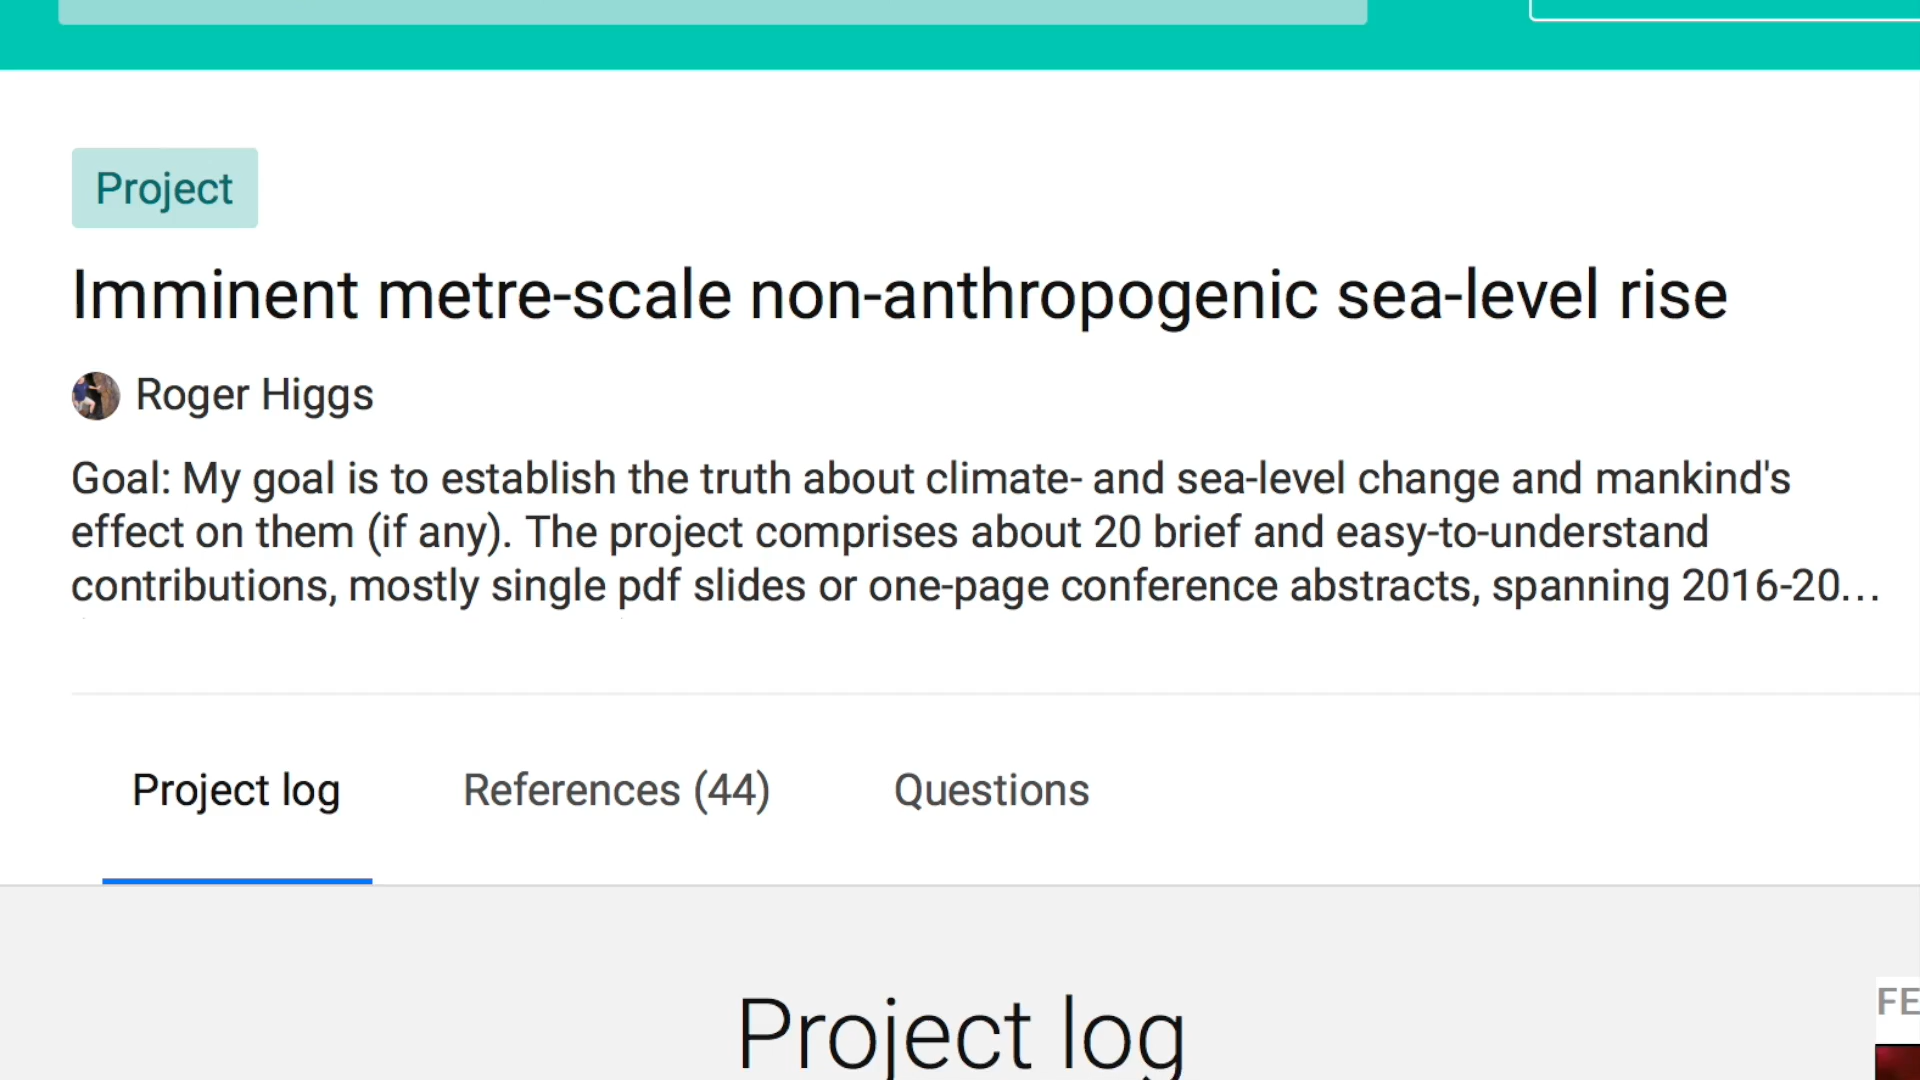 Project
Imminent metre-scale non-anthropogenic sea-level rise
Roger Higgs
Goal: My goal is to establish the truth about climate- and sea-level change and mankind's
effect on them (if any). The project comprises about 20 brief and easy-to-understand
contributions, mostly single pdf slides or one-page conference abstracts, spanning 2016-20…
Project log
References (44)
Questions
Project log
FE